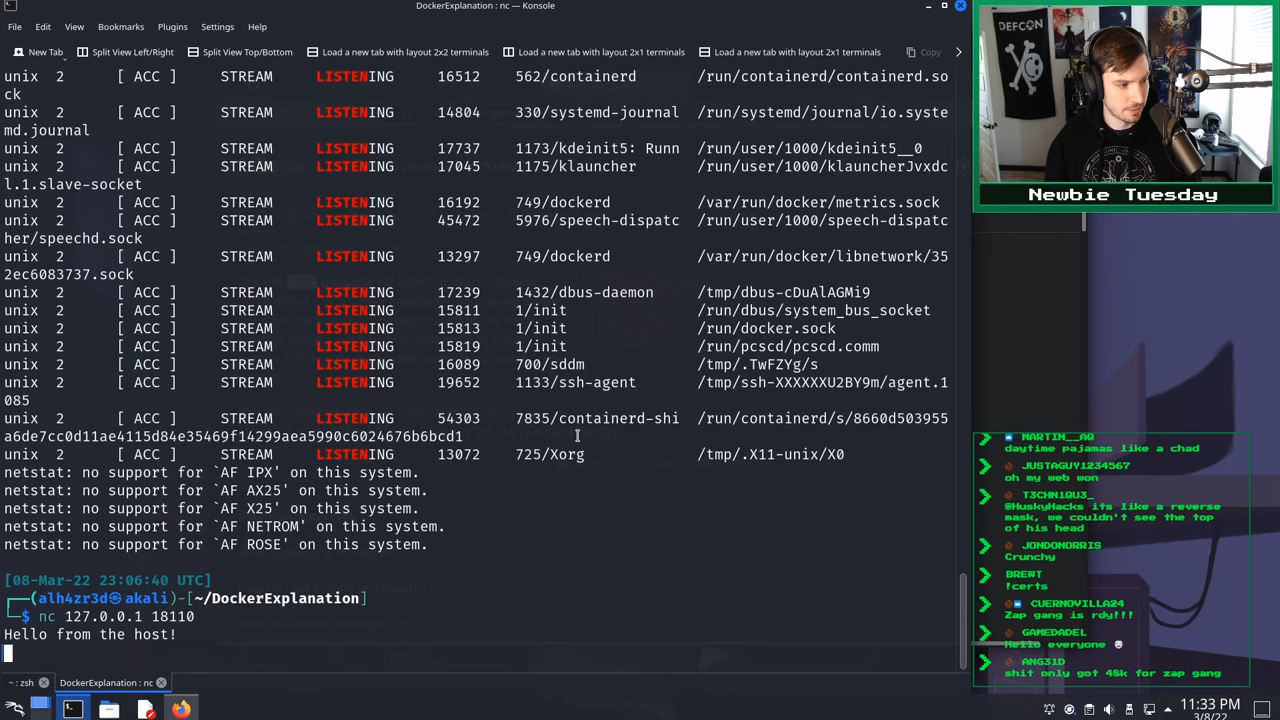 DockerExplanation : nc — Konsole
File Edit View Bookmarks Plugins Settings Help
New Tab Split View Left/Right Split View Top/Bottom Load a new tab with layout 2x2 terminals Load a new tab with layout 2x1 terminals Load a new tab with layout 2x1 terminals Copy
unix 2 [ ACC ] STREAM LISTENING 16512 562/containerd /run/containerd/containerd.so
ck
unix 2 [ ACC ] STREAM LISTENING 14804 330/systemd-journal /run/systemd/journal/io.syste
md.journal
unix 2 [ ACC ] STREAM LISTENING 17737 1173/kdeinit5: Runn /run/user/1000/kdeinit5__0
unix 2 [ ACC ] STREAM LISTENING 17045 1175/klauncher /run/user/1000/klauncherJvxdc
l.1.slave-socket
unix 2 [ ACC ] STREAM LISTENING 749/dockerd /var/run/docker/metrics.sock
unix 2 [ ACC ] STREAM LISTENING 45472 5976/speech-dispatc /run/user/1000/speech-dispatc
her/speechd.sock
unix 2 [ ACC ] STREAM LISTENING 13297 749/dockerd /var/run/docker/libnetwork/35
2ec6083737.sock
unix 2 [ ACC ] STREAM LISTENING 17239 1432/dbus-daemon /tmp/dbus-cDuAlAGMi9
unix 2 [ ACC ] STREAM LISTENING 15811 1/init /run/dbus/system_bus_socket
unix 2 [ ACC ] STREAM LISTENING 15813 1/init /run/docker.sock
unix 2 [ ACC ] STREAM LISTENING 15819 1/init /run/pcscd/pcscd.comm
unix 2 [ ACC ] STREAM LISTENING 16089 700/sddm /tmp/.TwFZYg/s
unix 2 [ ACC ] STREAM LISTENING 19652 1133/ssh-agent /tmp/ssh-XXXXXXU2BY9m/agent.1
085
unix 2 [ ACC ] STREAM LISTENING 54303 7835/containerd-shi /run/containerd/s/8660d503955
a6de7cc0d11ae4115d84e35469f14299aea5990c6024676b6bcd1
unix 2 [ ACC ] STREAM LISTENING 13072 725/Xorg /tmp/.X11-unix/X0
netstat: no support for `AF IPX' on this system.
netstat: no support for `AF AX25' on this system.
netstat: no support for `AF X25' on this system.
netstat: no support for `AF NETROM' on this system.
netstat: no support for `AF ROSE' on this system.
[08-Mar-22 23:06:40 UTC]
(alh4zr3d㉿akali)-[~/DockerExplanation]
$ nc 127.0.0.1 18110
Hello from the host!
~ : zsh DockerExplanation : nc
DEFCON
Newbie Tuesday
MARTIN__AQ
daytime pajamas like a chad
JUSTAGUY1234567
oh my web won
T3CHN1QU3_
@HuskyHacks its like a reverse
mask, we couldn't see the top
of his head
JONDONORRIS
Crunchy
BREWT
!certs
CUERNOVILLA24
Zap gang is rdy!!!
GAMEDADEL
Hello everyone
ANG31D
shit only got 48k for zap gang
11:33 PM
3/8/22